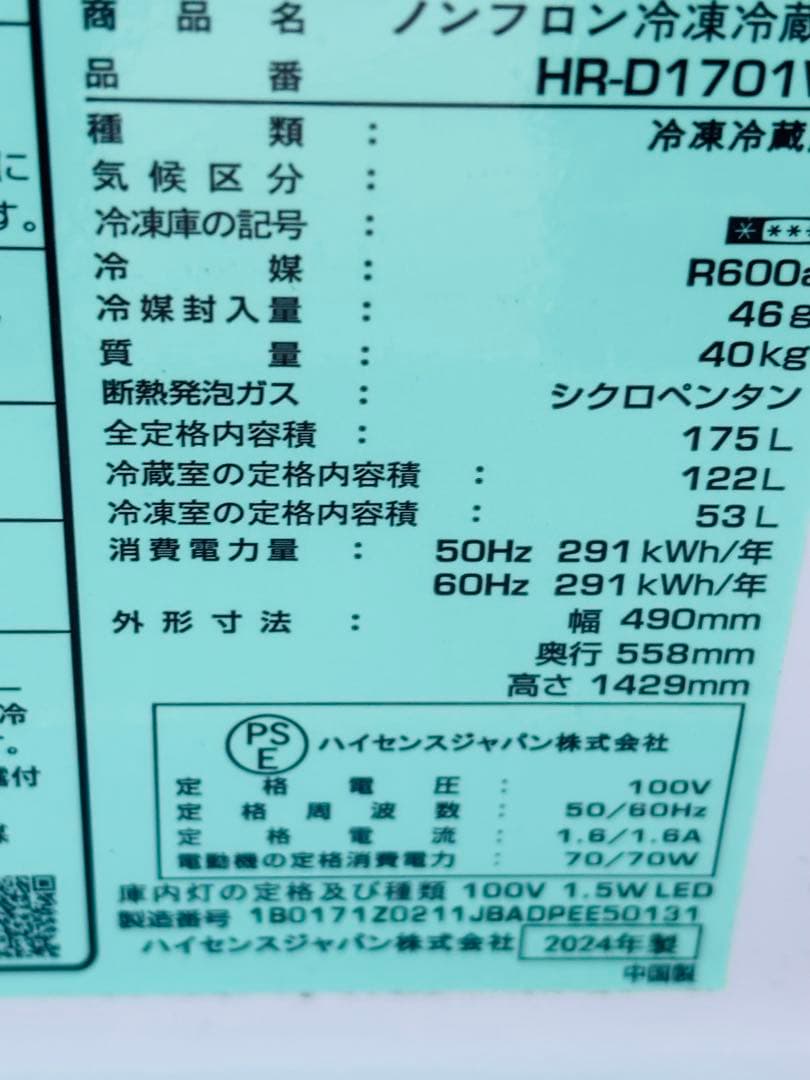 商品名 ノンフロン冷凍冷蔵
品番 HR-D1701
種類 : 冷凍冷蔵
気候区分 :
冷凍庫の記号 : ****
冷媒 : R600a
冷媒封入量 : 46g
質量 : 40kg
断熱発泡ガス : シクロペンタン
全定格内容積 : 175L
冷蔵室の定格内容積 : 122L
冷凍室の定格内容積 : 53L
消費電力量 : 50Hz 291kWh/年
60Hz 291kWh/年
外形寸法 : 幅 490mm
奥行 558mm
高さ 1429mm
PSE ハイセンスジャパン株式会社
定格電圧 : 100V
定格周波数 : 50/60Hz
定格電流 : 1.6/1.6A
電動機の定格消費電力 : 70/70W
庫内灯の定格及び種類 100V 1.5W LED
製造番号 1B0171Z0211JBADPEE50131
ハイセンスジャパン株式会社 2024年製
中国製
に
す。
冷
。
付